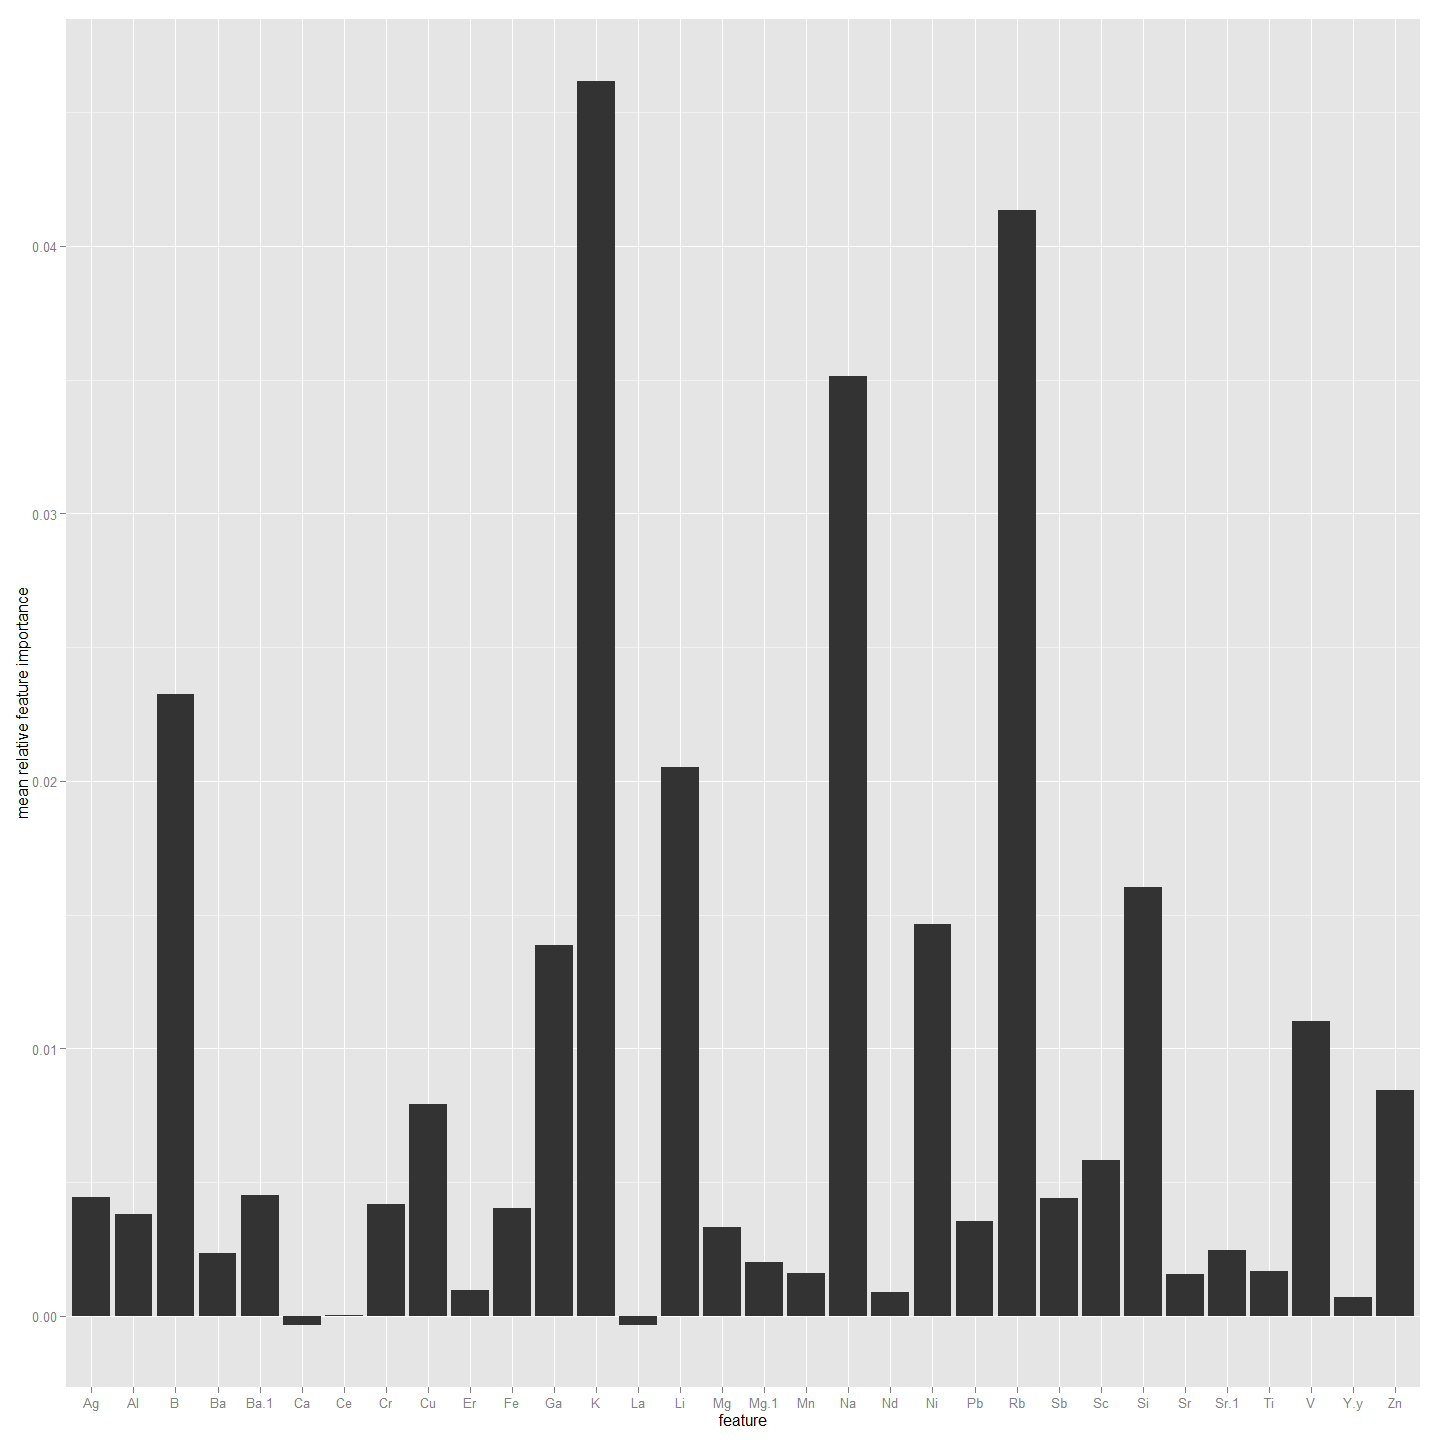 mean relative feature importance
0.04
0.03
0.02
0.01
0.00
Ag Al B Ba Ba.1 Ca Ce Cr Cu Er Fe Ga K La Li Mg Mg.1 Mn Na Nd Ni Pb Rb Sb Sc Si Sr Sr.1 Ti V Y.y Zn
feature